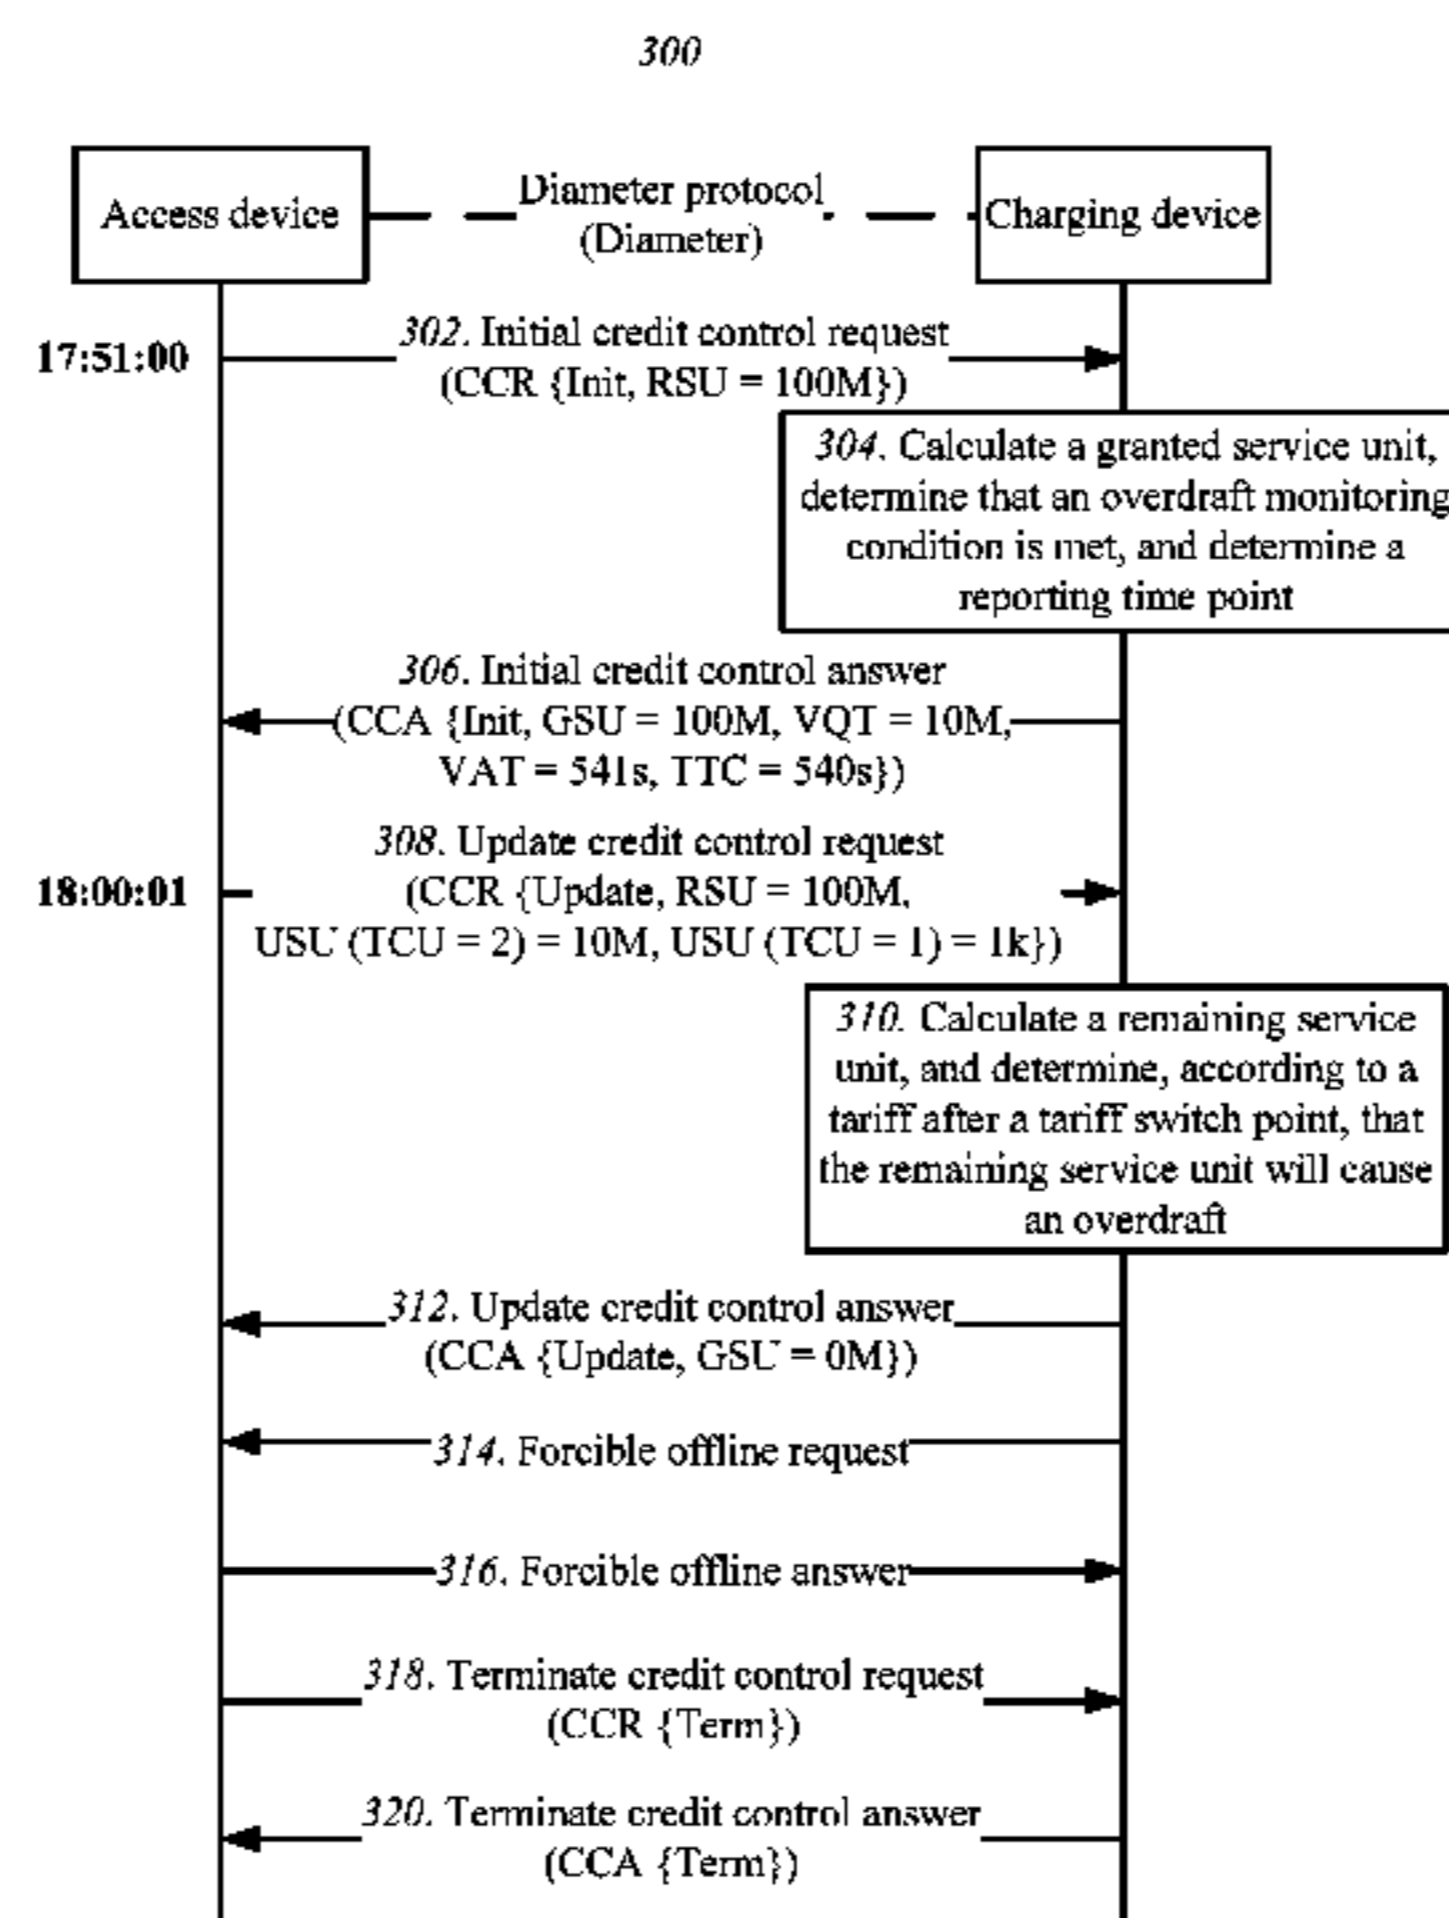 300
Access device
Diameter protocol
(Diameter)
Charging device
17:51:00
302. Initial credit control request
(CCR {Init, RSU = 100M})
304. Calculate a granted service unit,
determine that an overdraft monitoring
condition is met, and determine a
reporting time point
306. Initial credit control answer
(CCA {Init, GSU = 100M, VQT = 10M,
VAT = 541s, TTC = 540s})
18:00:01
308. Update credit control request
(CCR {Update, RSU = 100M,
USU (TCU = 2) = 10M, USU (TCU = 1) = 1k})
310. Calculate a remaining service
unit, and determine, according to a
tariff after a tariff switch point, that
the remaining service unit will cause
an overdraft
312. Update credit control answer
(CCA {Update, GSU = 0M})
314. Forcible offline request
316. Forcible offline answer
318. Terminate credit control request
(CCR {Term})
320. Terminate credit control answer
(CCA {Term})